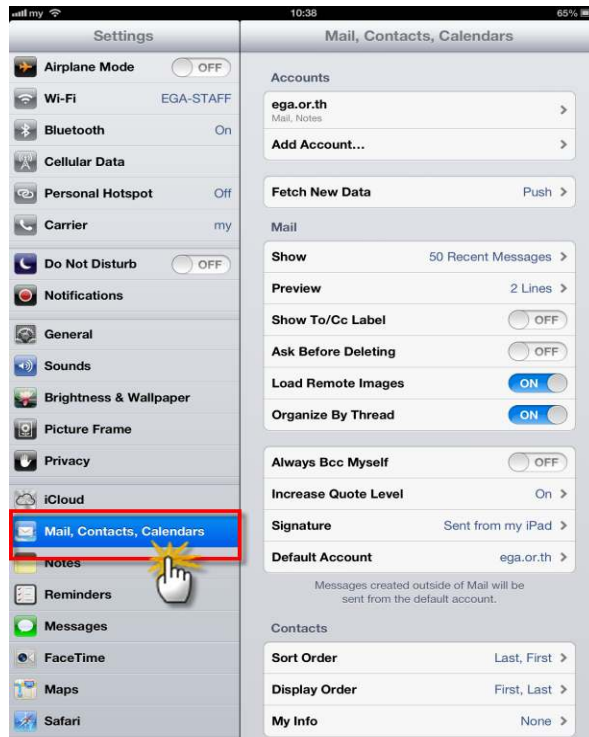 my 10:38 65%
Settings
Airplane Mode OFF
Wi-Fi EGA-STAFF
Bluetooth On
Cellular Data
Personal Hotspot Off
Carrier my
Do Not Disturb OFF
Notifications
General
Sounds
Brightness & Wallpaper
Picture Frame
Privacy
iCloud
Mail, Contacts, Calendars
Notes
Reminders
Messages
FaceTime
Maps
Safari
Mail, Contacts, Calendars
Accounts
ega.or.th
Mail, Notes
Add Account...
Fetch New Data Push
Mail
Show 50 Recent Messages
Preview 2 Lines
Show To/Cc Label OFF
Ask Before Deleting OFF
Load Remote Images ON
Organize By Thread ON
Always Bcc Myself OFF
Increase Quote Level On
Signature Sent from my iPad
Default Account ega.or.th
Messages created outside of Mail will be
sent from the default account.
Contacts
Sort Order Last, First
Display Order First, Last
My Info None